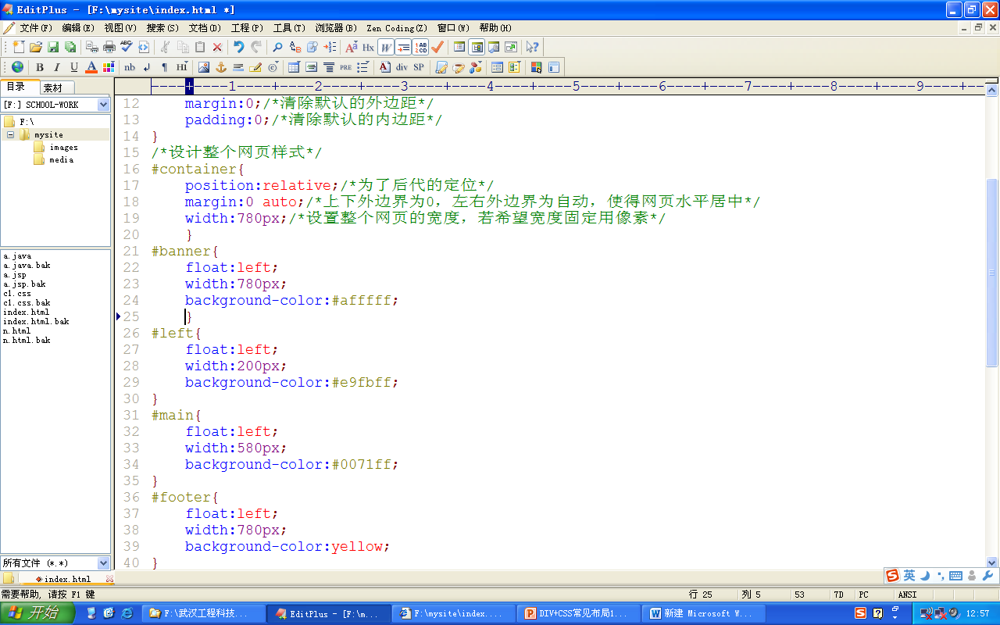 EditPlus - [F:\mysite\index.html *]
文件(F) 编辑(E) 视图(V) 搜索(S) 文档(D) 工程(P) 工具(T) 浏览器(B) Zen Coding(Z) 窗口(W) 帮助(H)
Hx W
B I U A nb ¶ HI PRE A div SP
目录 素材
[F:] SCHOOL-WORK
F:\
mysite
images
media
a.java
a.java.bak
a.jsp
a.jsp.bak
c1.css
c1.css.bak
index.html
index.html.bak
n.html
n.html.bak
所有文件 (*.*)
index.html
----+----1----+----2----+----3----+----4----+----5----+----6----+----7----+----8----+----9----+--
12 margin:0;/*清除默认的外边距*/
13 padding:0;/*清除默认的内边距*/
14 }
15 /*设计整个网页样式*/
16 #container{
17 position:relative;/*为了后代的定位*/
18 margin:0 auto;/*上下外边界为0，左右外边界为自动，使得网页水平居中*/
19 width:780px;/*设置整个网页的宽度，若希望宽度固定用像素*/
20 }
21 #banner{
22 float:left;
23 width:780px;
24 background-color:#afffff;
25 }
26 #left{
27 float:left;
28 width:200px;
29 background-color:#e9fbff;
30 }
31 #main{
32 float:left;
33 width:580px;
34 background-color:#0071ff;
35 }
36 #footer{
37 float:left;
38 width:780px;
39 background-color:yellow;
40 }
英
需要帮助, 请按 F1 键 行 25 列 5 53 7D PC ANSI
开始 F:\武汉工程科技... EditPlus - [F:\m... F:\mysite\index.... DIV+CSS常见布局1... 新建 Microsoft W... 12:57